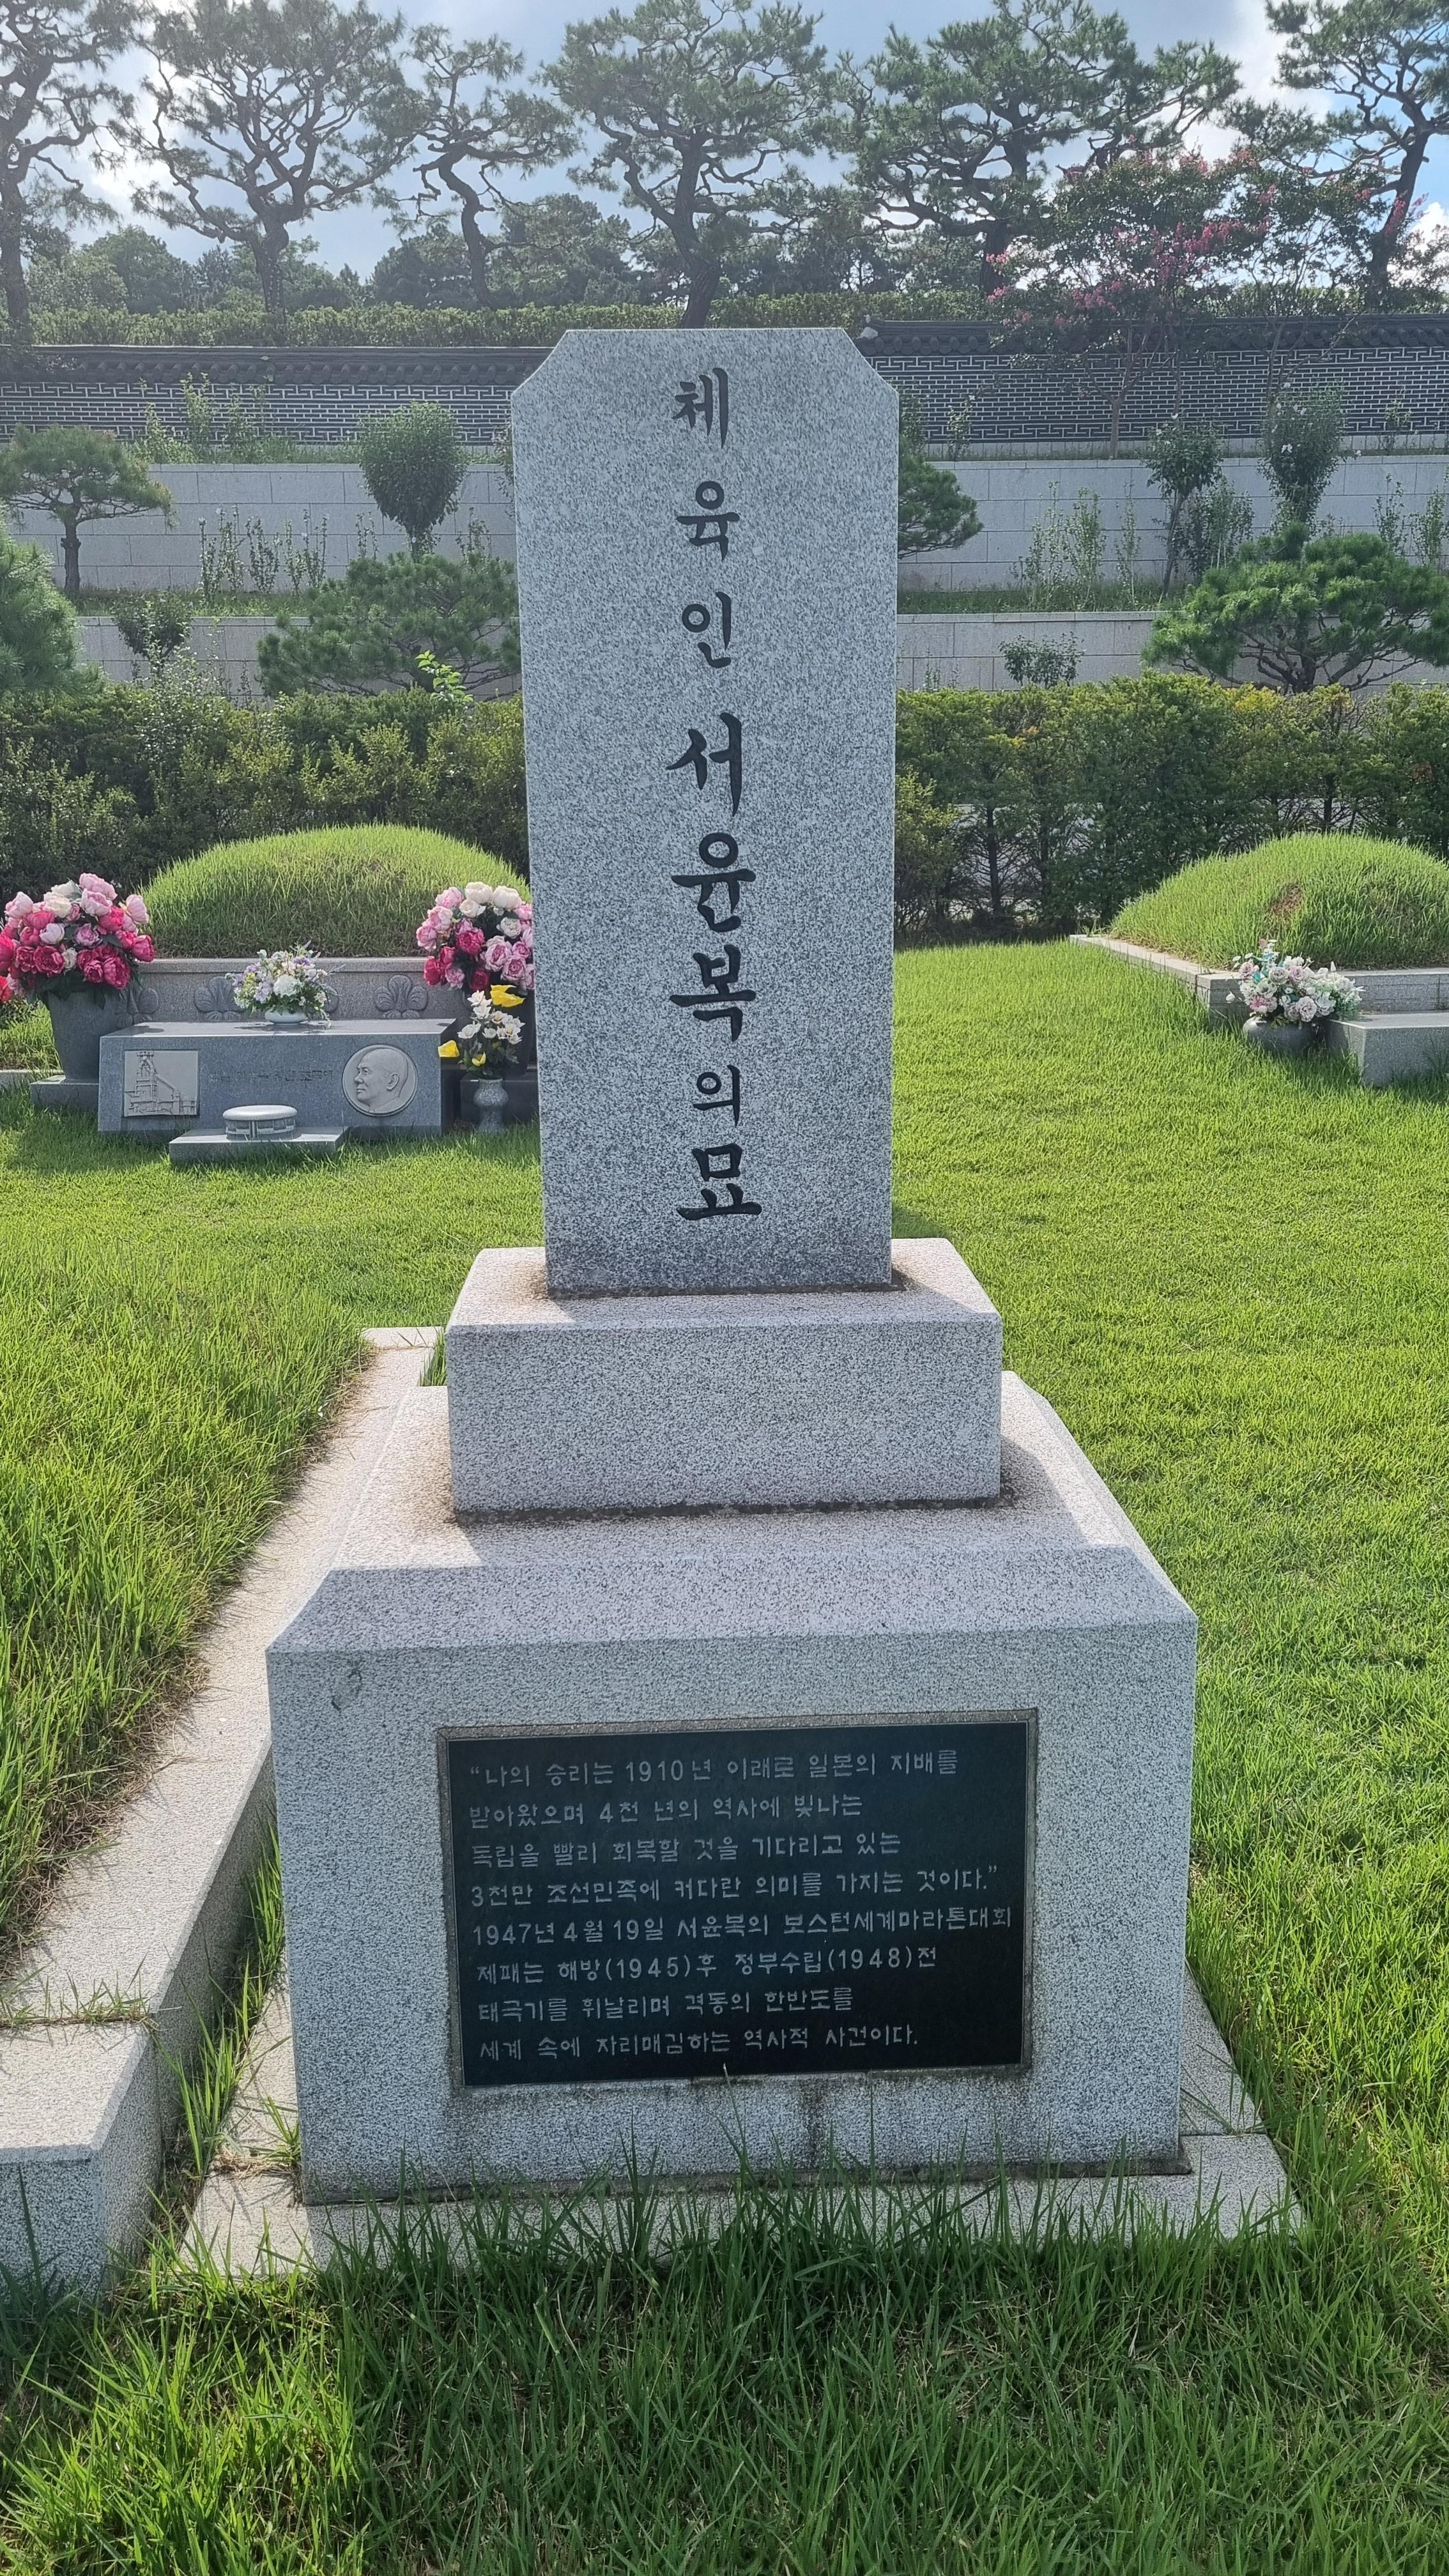 체육인 서윤복의 묘
“나의 승리는 1910년 이래로 일본의 지배를
받아왔으며 4천 년의 역사에 빛나는
독립을 빨리 회복할 것을 기다리고 있는
3천만 조선민족에 커다란 의미를 가지는 것이다.”
1947년 4월 19일 서윤복의 보스턴세계마라톤대회
제패는 해방(1945)후 정부수립(1948)전
태극기를 휘날리며 격동의 한반도를
세계 속에 자리매김하는 역사적 사건이다.